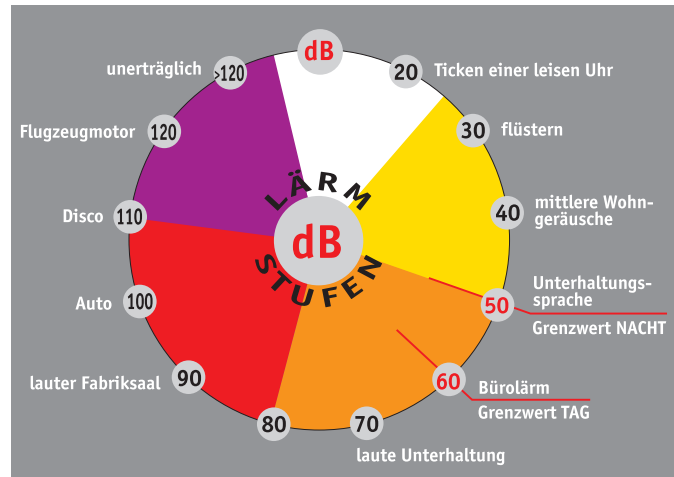 dB
20
Ticken einer leisen Uhr
30
flüstern
40
mittlere Wohn-
geräusche
50
Unterhaltungs-
sprache
Grenzwert NACHT
60
Bürolärm
Grenzwert TAG
70
laute Unterhaltung
80
90
lauter Fabriksaal
100
Auto
110
Disco
120
Flugzeugmotor
>120
unerträglich
LÄRM
dB
STUFEN